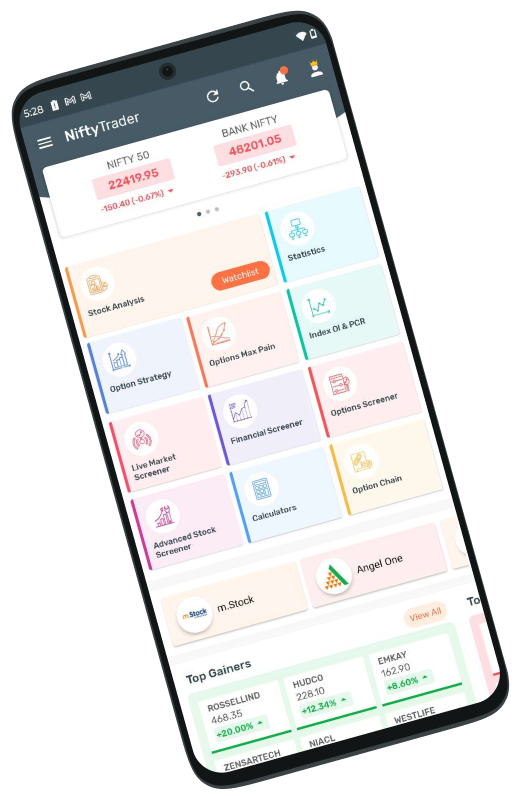 5:28
NiftyTrader
NIFTY 50
22419.95
-150.40 (-0.67%)
BANK NIFTY
48201.05
-293.90 (-0.61%)
Stock Analysis
Watchlist
Statistics
Option Strategy
Options Max Pain
Index OI & PCR
Live Market
Screener
Financial Screener
Options Screener
Advanced Stock
Screener
Calculators
Option Chain
m.Stock
m.Stock
Angel One
Top Gainers
View All
To
ROSSELLIND
468.35
+20.00%
HUDCO
228.10
+12.34%
EMKAY
162.90
+8.60%
ZENSARTECH
NIACL
WESTLIFE